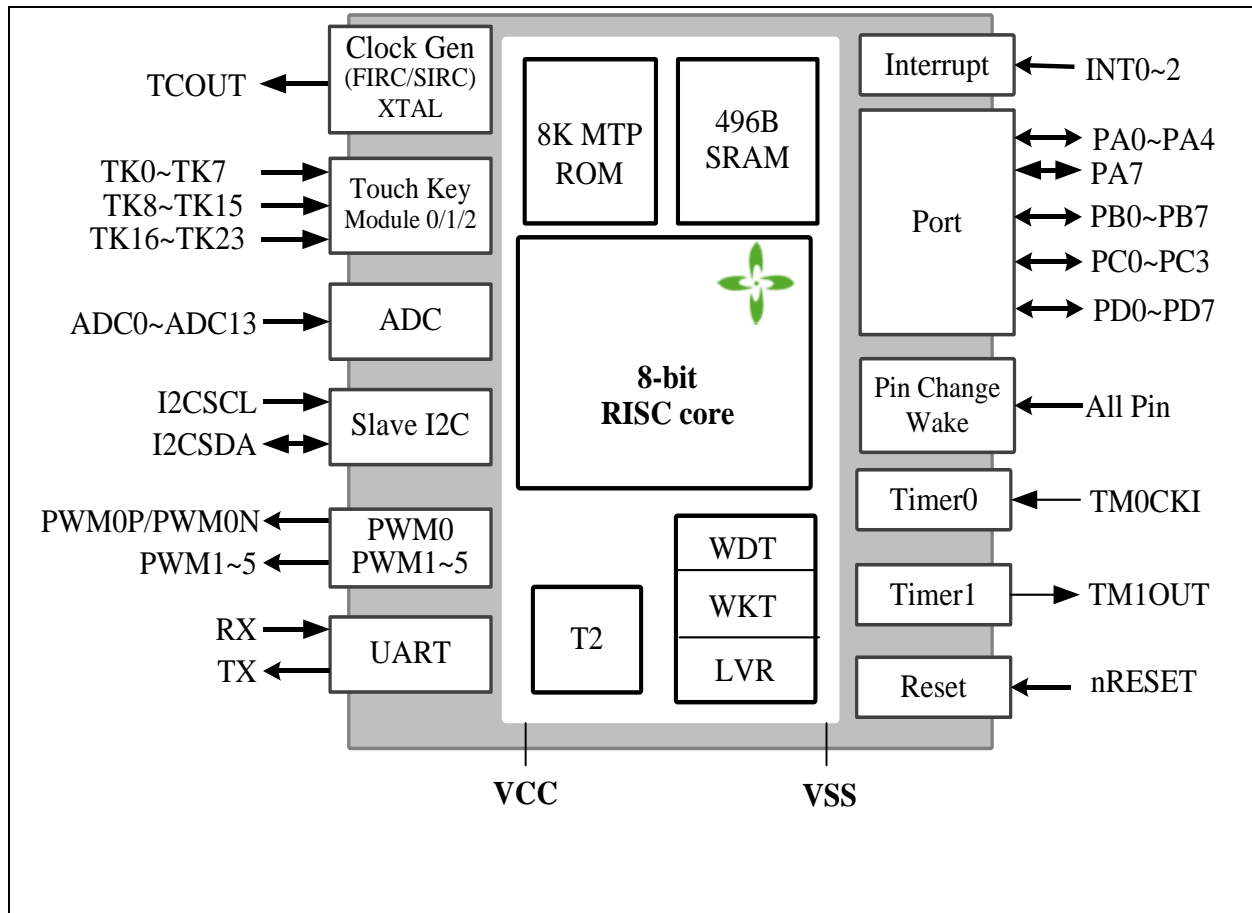 TCOUT
Clock Gen
(FIRC/SIRC)
XTAL
TK0~TK7
TK8~TK15
TK16~TK23
Touch Key
Module 0/1/2
ADC0~ADC13
ADC
I2CSCL
I2CSDA
Slave I2C
PWM0P/PWM0N
PWM1~5
PWM0
PWM1~5
RX
TX
UART
8K MTP
ROM
496B
SRAM
8-bit
RISC core
T2
WDT
WKT
LVR
Interrupt
INT0~2
Port
PA0~PA4
PA7
PB0~PB7
PC0~PC3
PD0~PD7
Pin Change
Wake
All Pin
Timer0
TM0CKI
Timer1
TM1OUT
Reset
nRESET
VCC
VSS